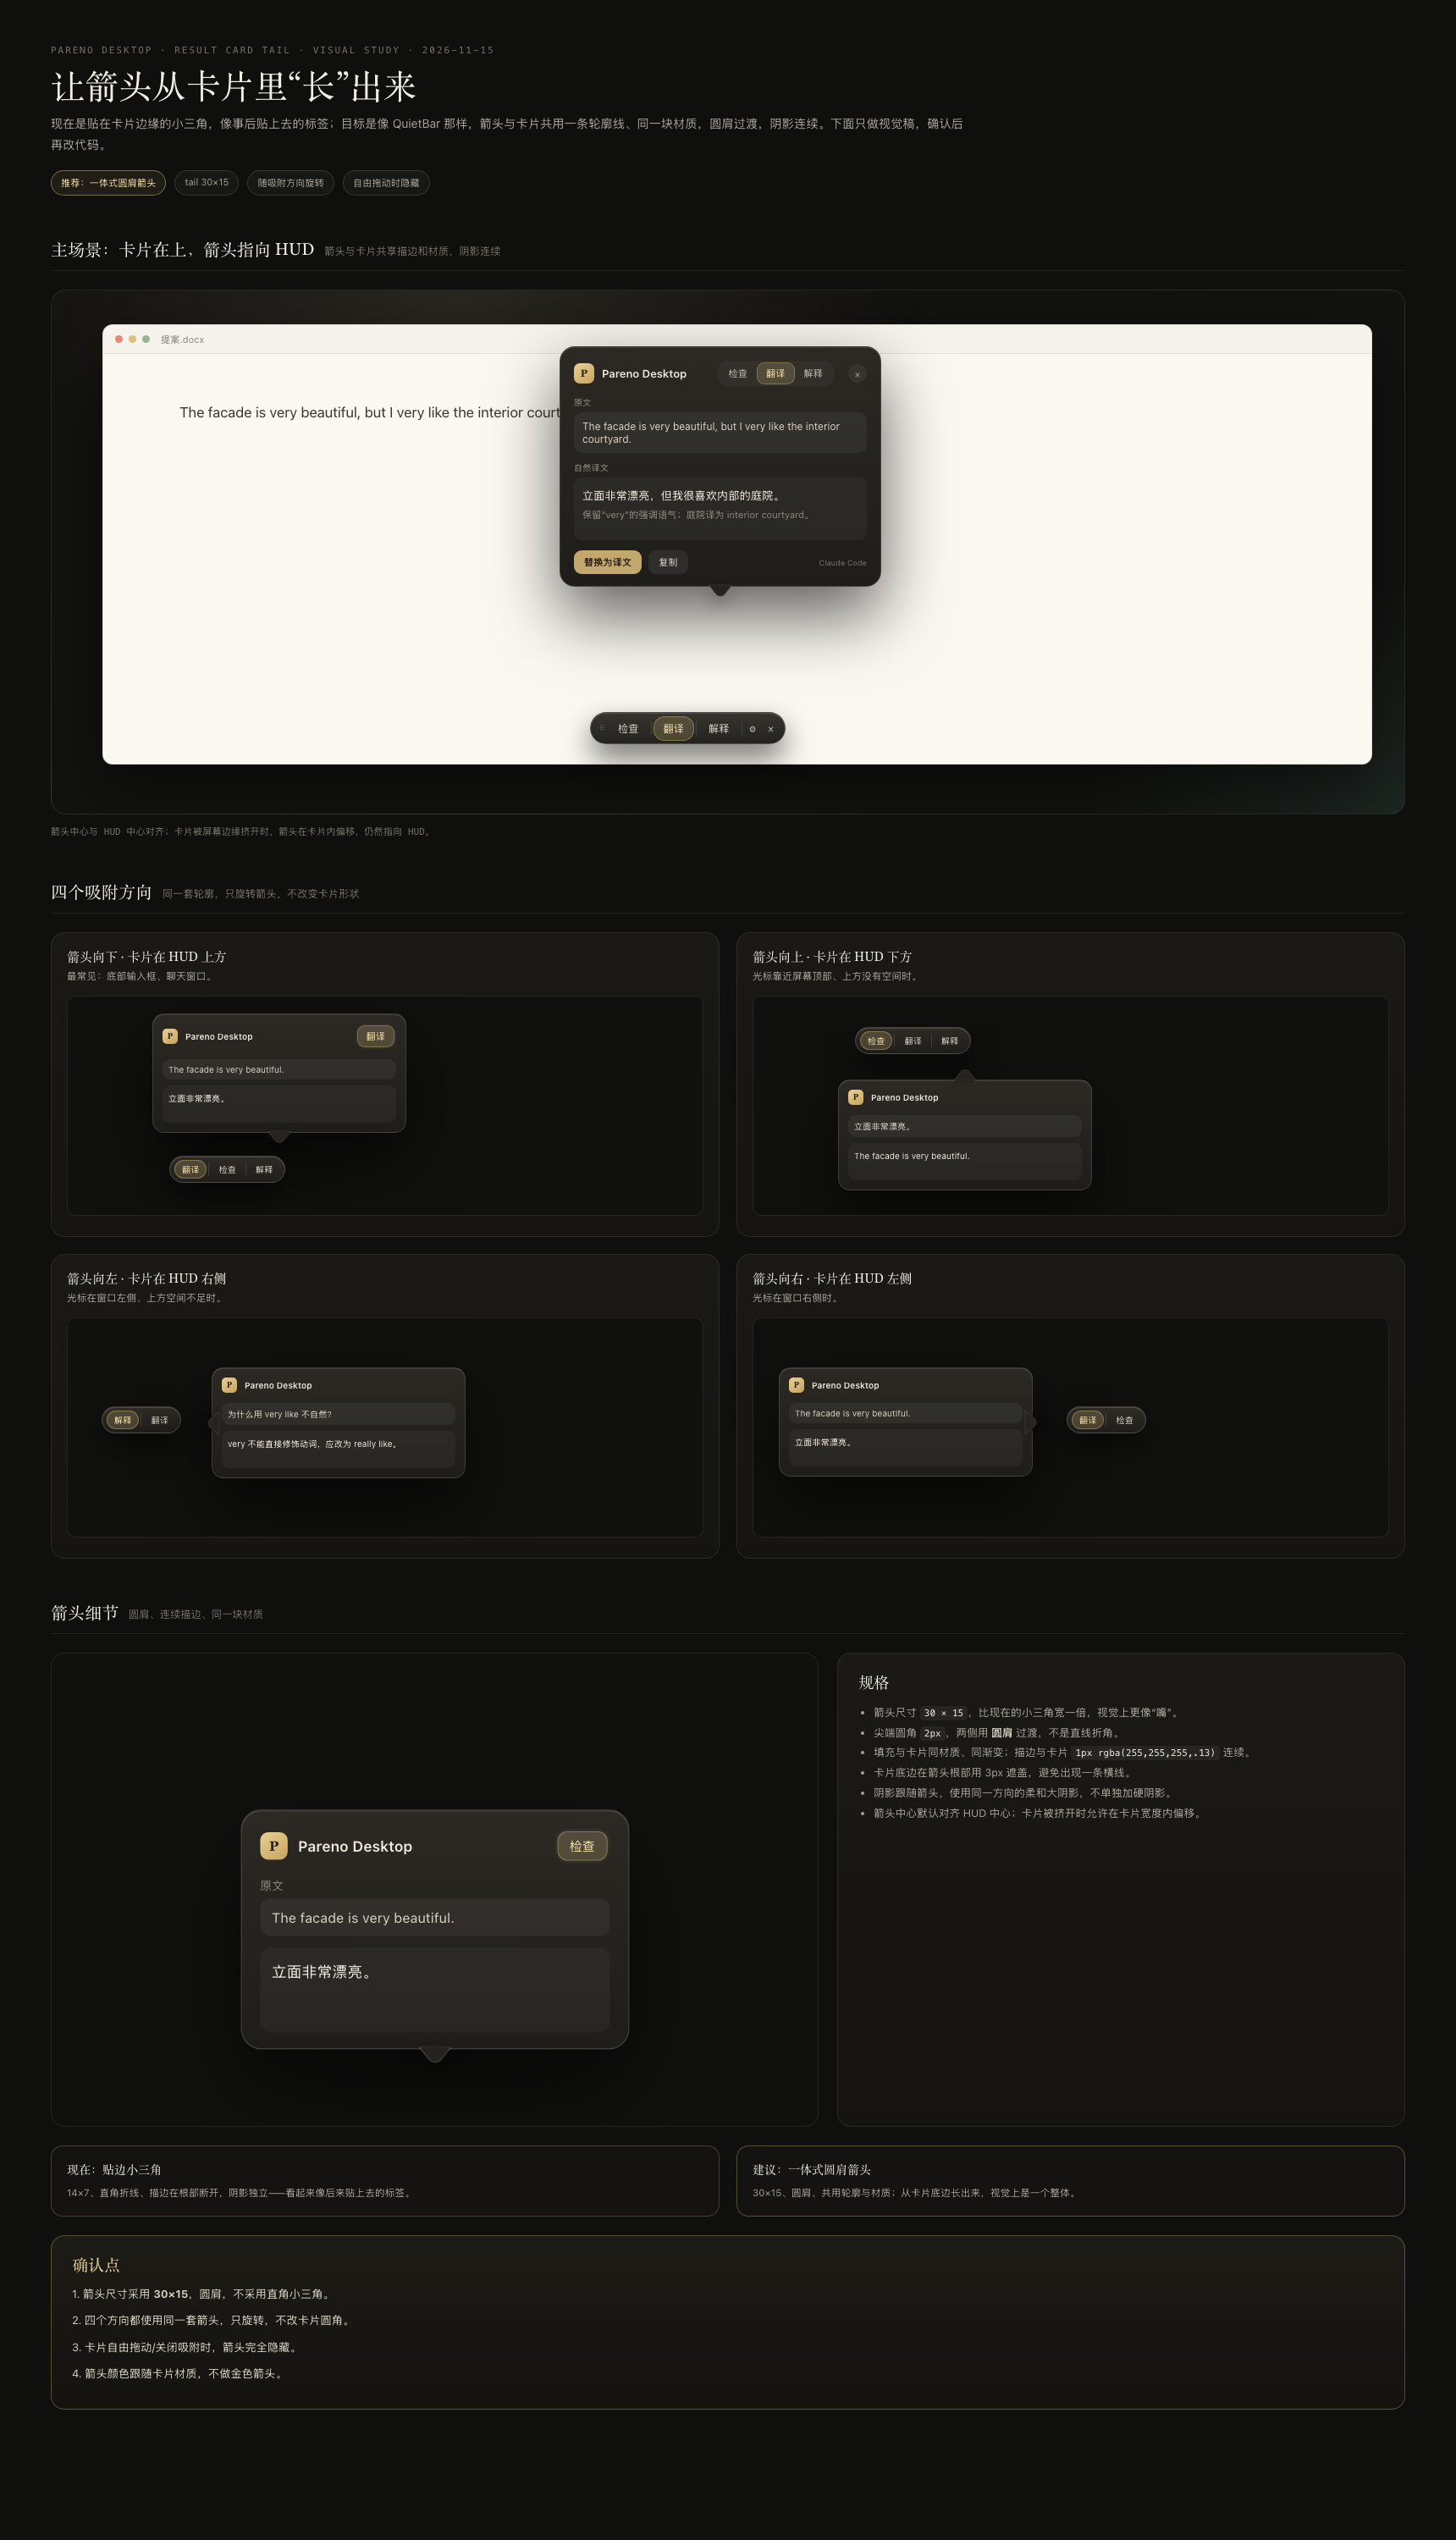 PARENO DESKTOP · RESULT CARD TAIL · VISUAL STUDY · 2026-11-15
让箭头从卡片里“长”出来
现在是贴在卡片边缘的小三角，像事后贴上去的标签；目标是像 QuietBar 那样，箭头与卡片共用一条轮廓线、同一块材质，圆肩过渡，阴影连续。下面只做视觉稿，确认后
再改代码。
推荐：一体式圆肩箭头
tail 30×15
随吸附方向旋转
自由拖动时隐藏
主场景：卡片在上，箭头指向 HUD 箭头与卡片共享描边和材质，阴影连续
提案.docx
The facade is very beautiful, but I very like the interior court
P Pareno Desktop 检查 翻译 解释 ×
原文
The facade is very beautiful, but I very like the interior
courtyard.
自然译文
立面非常漂亮，但我很喜欢内部的庭院。
保留“very”的强调语气；庭院译为 interior courtyard。
替换为译文 复制 Claude Code
检查 翻译 解释 ⚙ ×
箭头中心与 HUD 中心对齐；卡片被屏幕边缘挤开时，箭头在卡片内偏移，仍然指向 HUD。
四个吸附方向 同一套轮廓，只旋转箭头，不改变卡片形状
箭头向下 · 卡片在 HUD 上方
最常见：底部输入框、聊天窗口。
P Pareno Desktop 翻译
The facade is very beautiful.
立面非常漂亮。
翻译 检查 解释
箭头向上 · 卡片在 HUD 下方
光标靠近屏幕顶部、上方没有空间时。
检查 翻译 解释
P Pareno Desktop
立面非常漂亮。
The facade is very beautiful.
箭头向左 · 卡片在 HUD 右侧
光标在窗口左侧、上方空间不足时。
解释 翻译
P Pareno Desktop
为什么用 very like 不自然?
very 不能直接修饰动词，应改为 really like。
箭头向右 · 卡片在 HUD 左侧
光标在窗口右侧时。
P Pareno Desktop
The facade is very beautiful.
立面非常漂亮。
翻译 检查
箭头细节 圆肩、连续描边、同一块材质
P Pareno Desktop 检查
原文
The facade is very beautiful.
立面非常漂亮。
规格
• 箭头尺寸 30 × 15，比现在的小三角宽一倍，视觉上更像“嘴”。
• 尖端圆角 2px，两侧用 圆肩 过渡，不是直线折角。
• 填充与卡片同材质、同渐变；描边与卡片 1px rgba(255,255,255,.13) 连续。
• 卡片底边在箭头根部用 3px 遮盖，避免出现一条横线。
• 阴影跟随箭头，使用同一方向的柔和大阴影，不单独加硬阴影。
• 箭头中心默认对齐 HUD 中心；卡片被挤开时允许在卡片宽度内偏移。
现在：贴边小三角
14×7、直角折线、描边在根部断开，阴影独立——看起来像后来贴上去的标签。
建议：一体式圆肩箭头
30×15、圆肩、共用轮廓与材质；从卡片底边长出来，视觉上是一个整体。
确认点
1. 箭头尺寸采用 30×15，圆肩，不采用直角小三角。
2. 四个方向都使用同一套箭头，只旋转，不改卡片圆角。
3. 卡片自由拖动/关闭吸附时，箭头完全隐藏。
4. 箭头颜色跟随卡片材质，不做金色箭头。